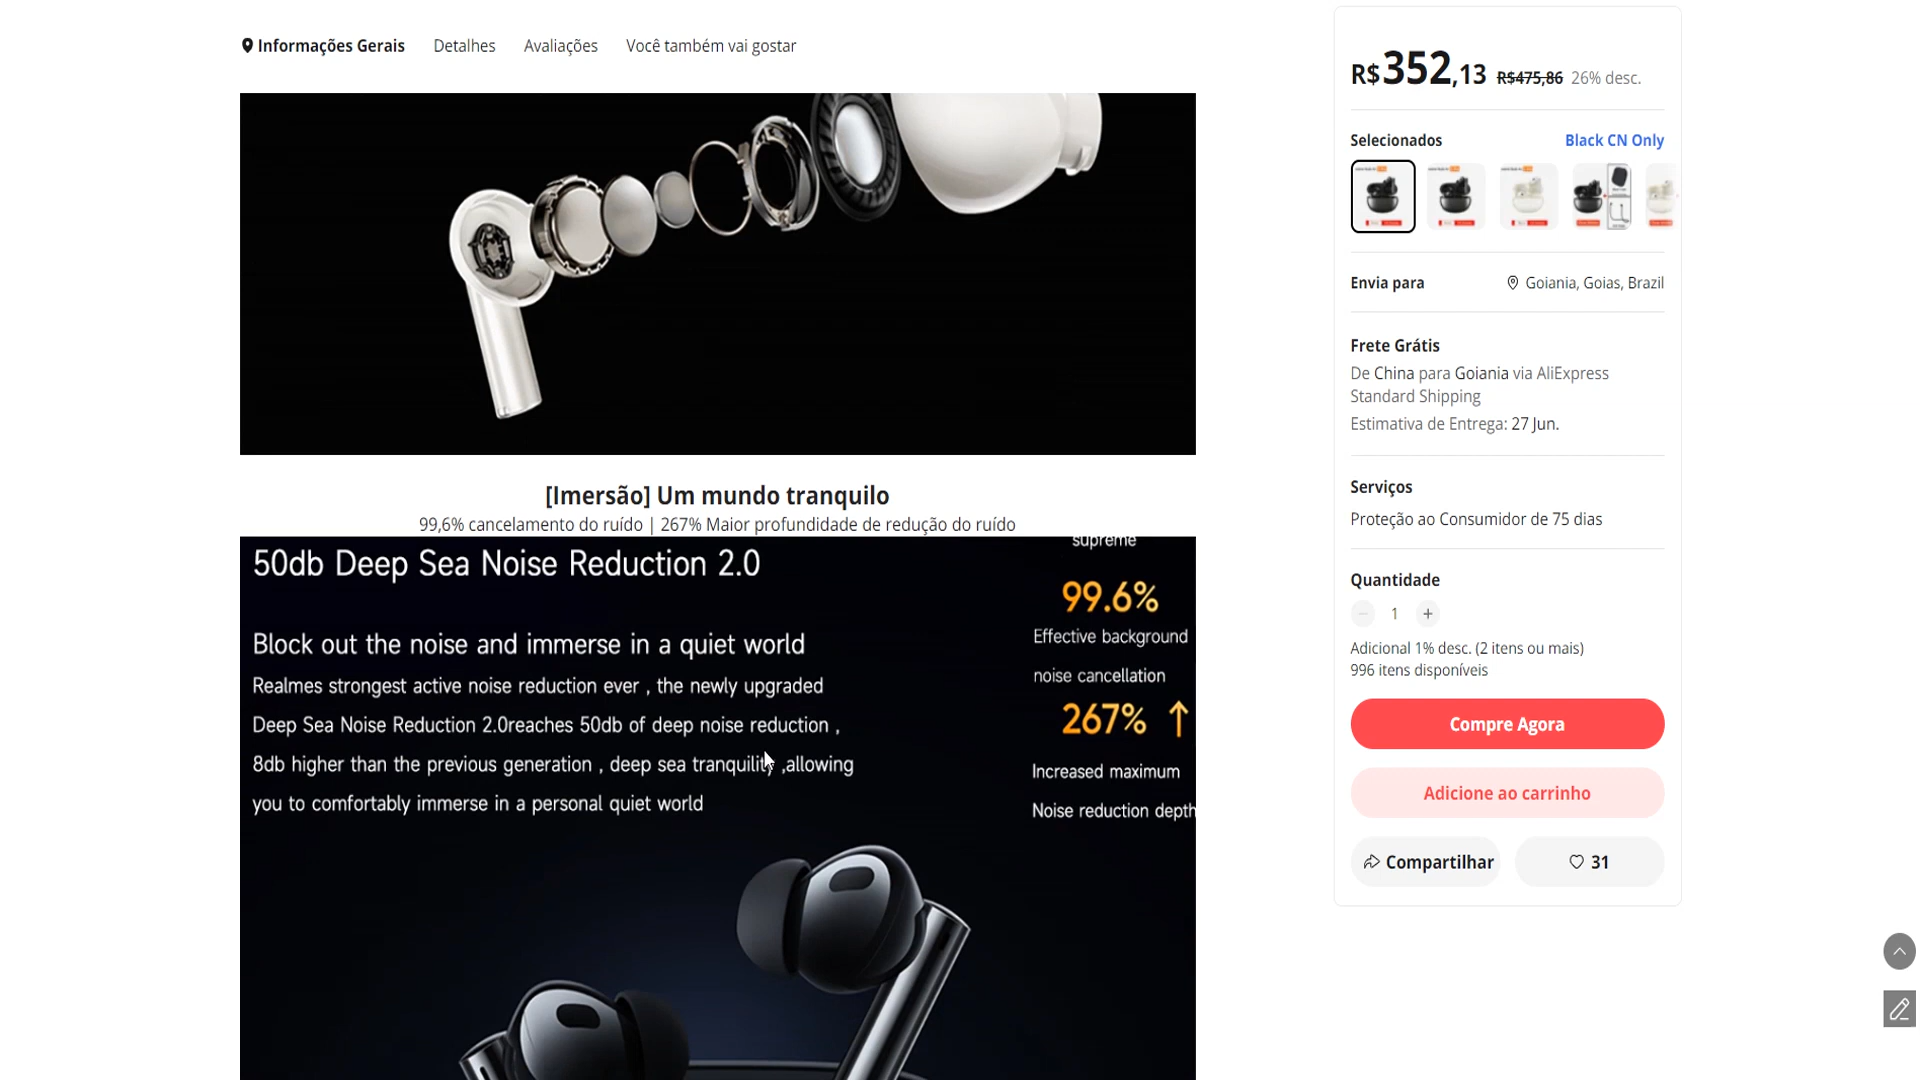 Informações Gerais Detalhes Avaliações Você também vai gostar
[Imersão] Um mundo tranquilo
99,6% cancelamento do ruído | 267% Maior profundidade de redução do ruído
50db Deep Sea Noise Reduction 2.0
Block out the noise and immerse in a quiet world
Realmes strongest active noise reduction ever , the newly upgraded
Deep Sea Noise Reduction 2.0reaches 50db of deep noise reduction ,
8db higher than the previous generation , deep sea tranquility ,allowing
you to comfortably immerse in a personal quiet world
supreme
99.6%
Effective background
noise cancellation
267% ↑
Increased maximum
Noise reduction depth
R$352,13 R$475,86 26% desc.
Selecionados Black CN Only
Envia para Goiania, Goias, Brazil
Frete Grátis
De China para Goiania via AliExpress
Standard Shipping
Estimativa de Entrega: 27 Jun.
Serviços
Proteção ao Consumidor de 75 dias
Quantidade
− 1 +
Adicional 1% desc. (2 itens ou mais)
996 itens disponíveis
Compre Agora
Adicione ao carrinho
Compartilhar 31